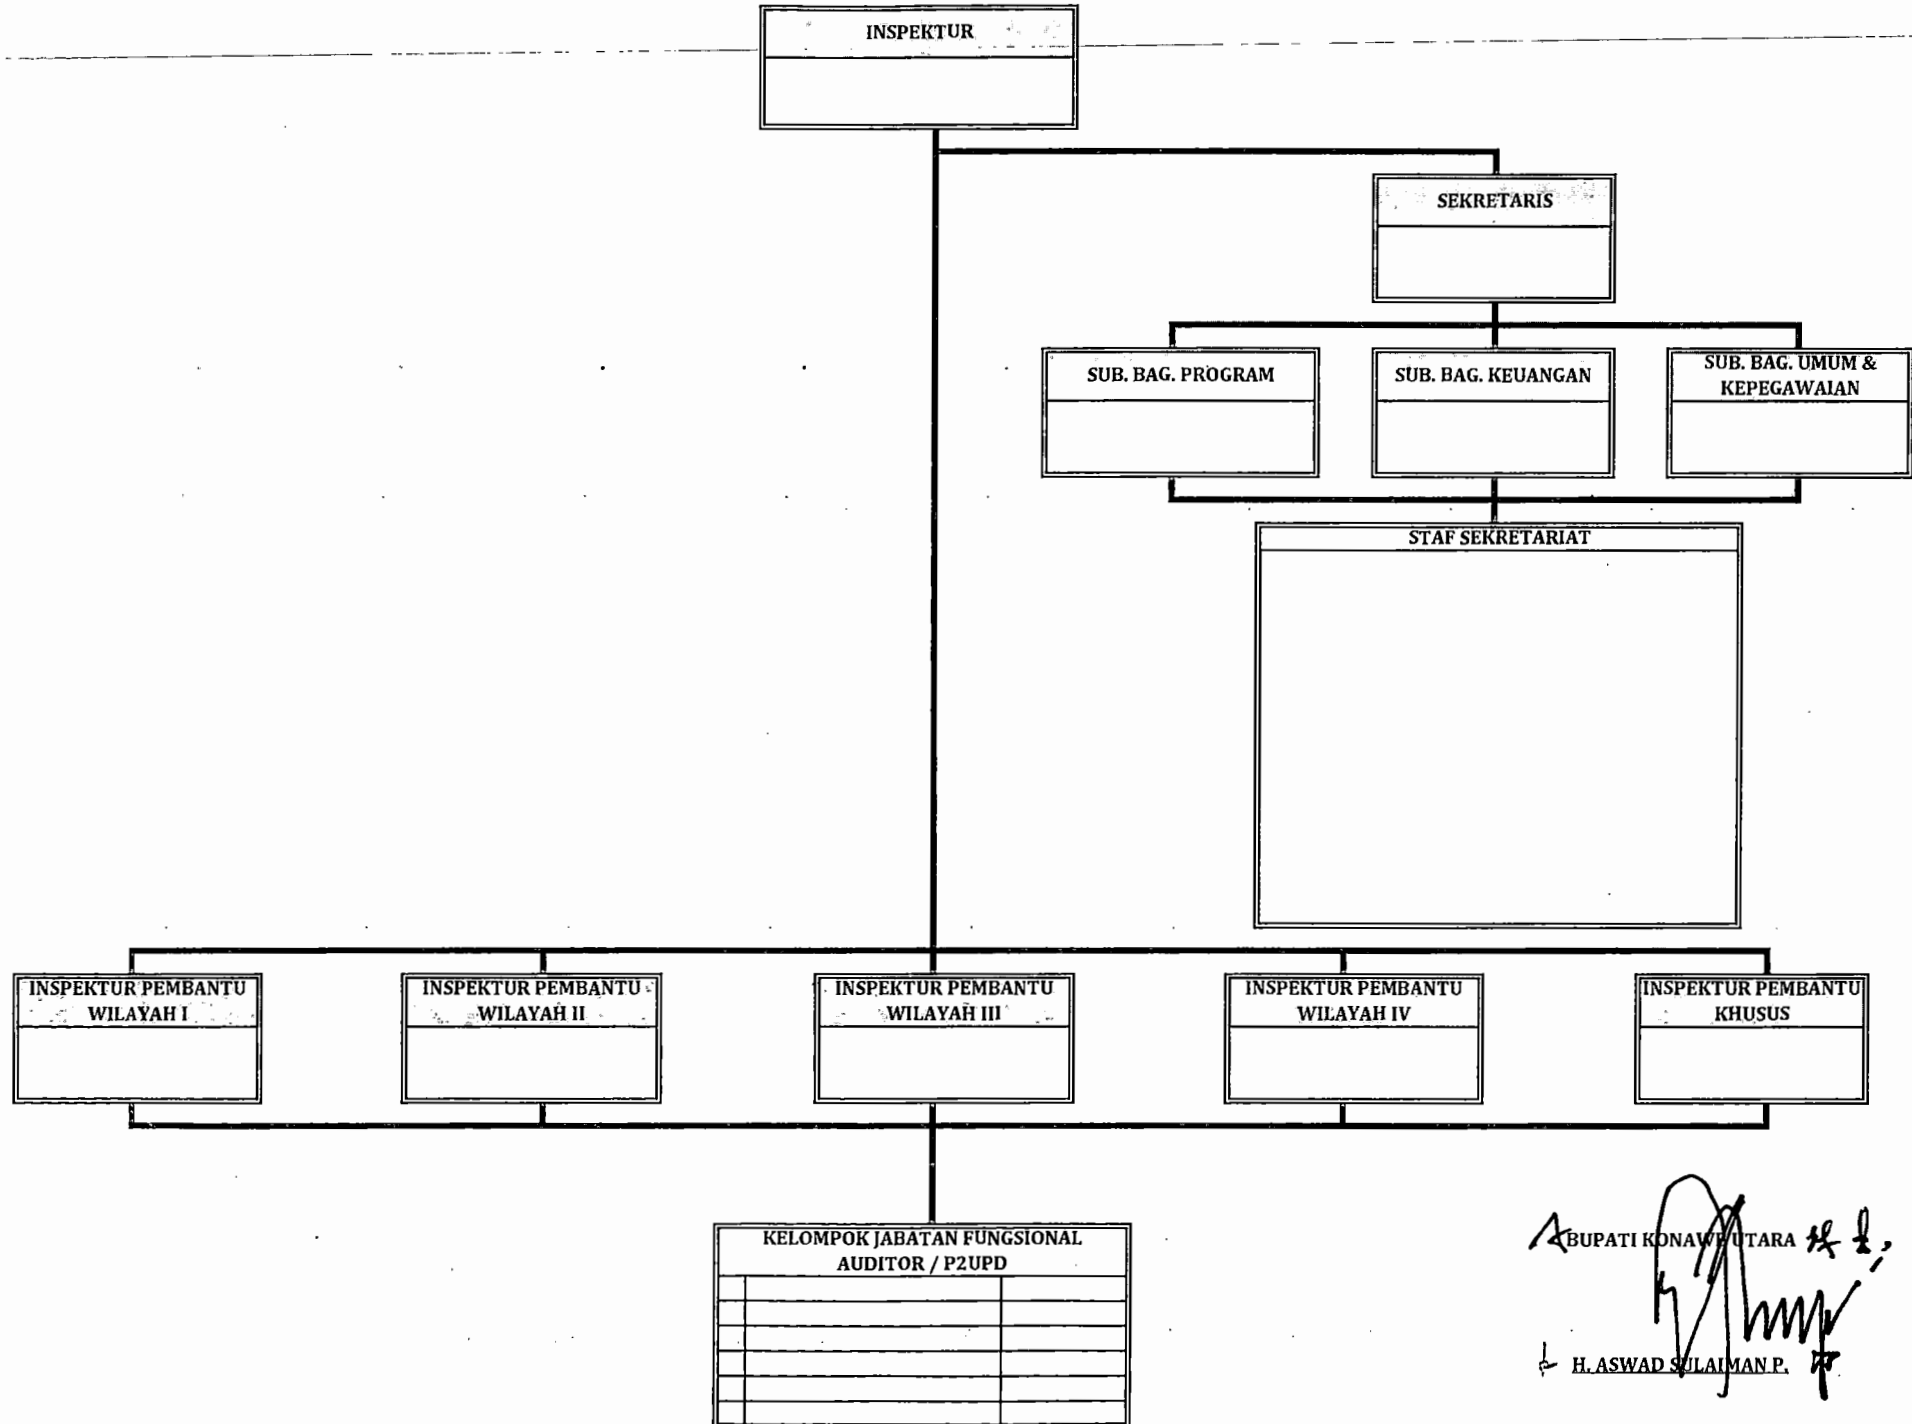 INSPEKTUR
SEKRETARIS
SUB. BAG. PROGRAM
SUB. BAG. KEUANGAN
SUB. BAG. UMUM &
KEPEGAWAIAN
STAF SEKRETARIAT
INSPEKTUR PEMBANTU
WILAYAH I
INSPEKTUR PEMBANTU
WILAYAH II
INSPEKTUR PEMBANTU
WILAYAH III
INSPEKTUR PEMBANTU
WILAYAH IV
INSPEKTUR PEMBANTU
KHUSUS
KELOMPOK JABATAN FUNGSIONAL
AUDITOR / P2UPD
BUPATI KONAWE UTARA
H. ASWAD SULAIMAN P.